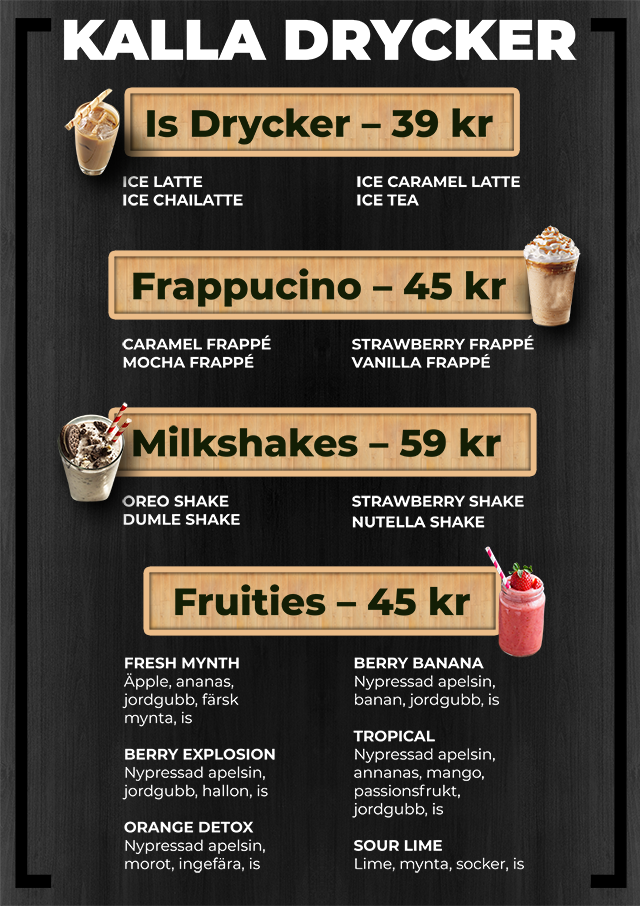 KALLA DRYCKER
Is Drycker – 39 kr
ICE LATTE
ICE CHAILATTE
ICE CARAMEL LATTE
ICE TEA
Frappucino – 45 kr
CARAMEL FRAPPÉ
MOCHA FRAPPÉ
STRAWBERRY FRAPPÉ
VANILLA FRAPPÉ
Milkshakes – 59 kr
OREO SHAKE
DUMLE SHAKE
STRAWBERRY SHAKE
NUTELLA SHAKE
Fruities – 45 kr
FRESH MYNTH
Äpple, ananas,
jordgubb, färsk
mynta, is
BERRY EXPLOSION
Nypressad apelsin,
jordgubb, hallon, is
ORANGE DETOX
Nypressad apelsin,
morot, ingefära, is
BERRY BANANA
Nypressad apelsin,
banan, jordgubb, is
TROPICAL
Nypressad apelsin,
annanas, mango,
passionsfrukt,
jordgubb, is
SOUR LIME
Lime, mynta, socker, is